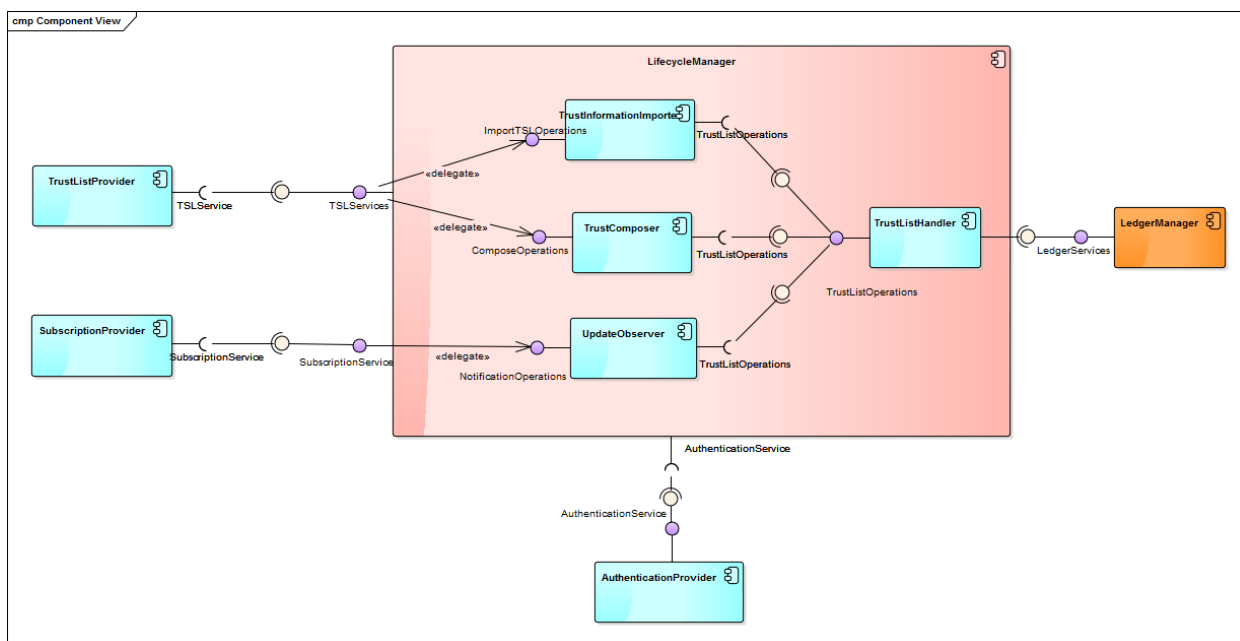 cmp Component View
LifecycleManager
TrustInformationImporte
ImportTSLOperations
TrustListOperations
«delegate»
TrustListProvider
TSLService
TSLServices
«delegate»
ComposeOperations
TrustComposer
TrustListOperations
TrustListHandler
TrustListOperations
LedgerServices
LedgerManager
SubscriptionProvider
SubscriptionService
SubscriptionService
«delegate»
NotificationOperations
UpdateObserver
TrustListOperations
AuthenticationService
AuthenticationService
AuthenticationProvider